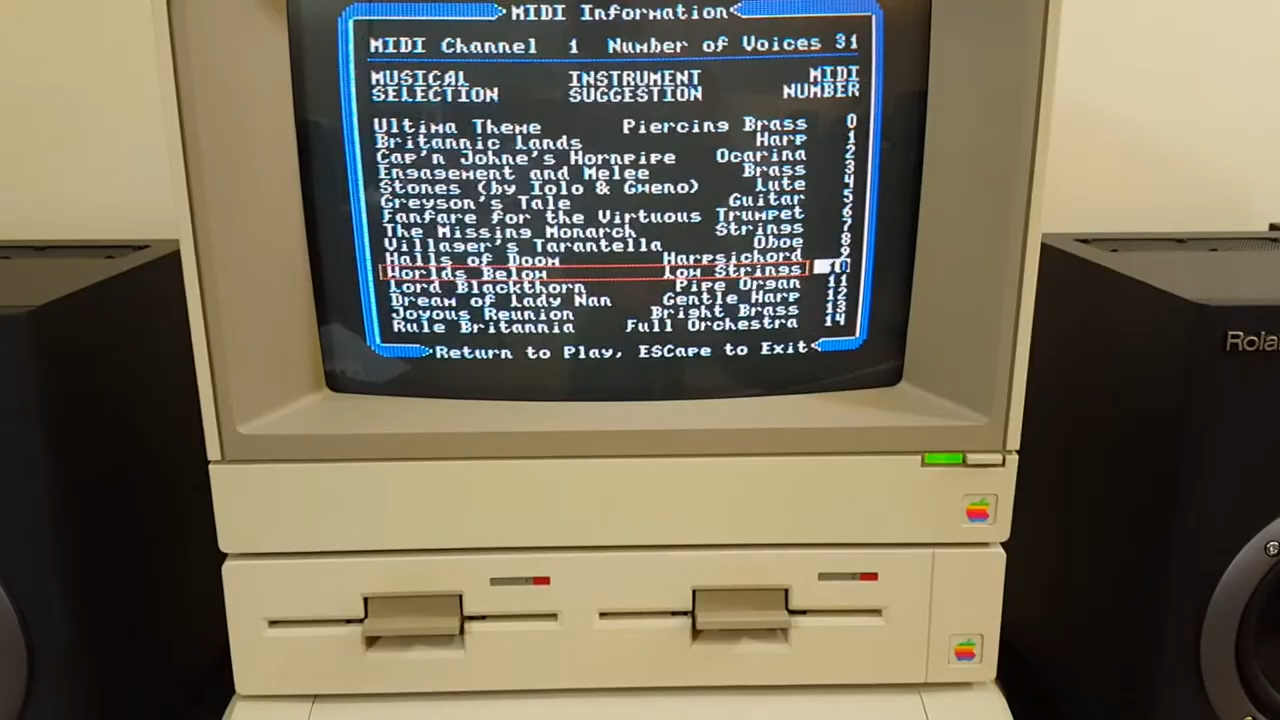 MIDI Information
MIDI Channel 1 Number of Voices 31
MUSICAL SELECTION INSTRUMENT SUGGESTION MIDI NUMBER
Ultima Theme Piercing Brass 0
Britannic Lands Harp 1
Cap'n Johne's Hornpipe Ocarina 2
Engagement and Melee Brass 3
Stones (by Iolo & Gweno) Lute 4
Greyson's Tale Guitar 5
Fanfare for the Virtuous Trumpet 6
The Missing Monarch Strings 7
Villager's Tarantella Oboe 8
Halls of Doom Harpsichord 9
Worlds Below Low Strings 10
Lord Blackthorn Pipe Organ 11
Dream of Lady Nan Gentle Harp 12
Joyous Reunion Bright Brass 13
Rule Britannia Full Orchestra 14
Return to Play, ESCape to Exit